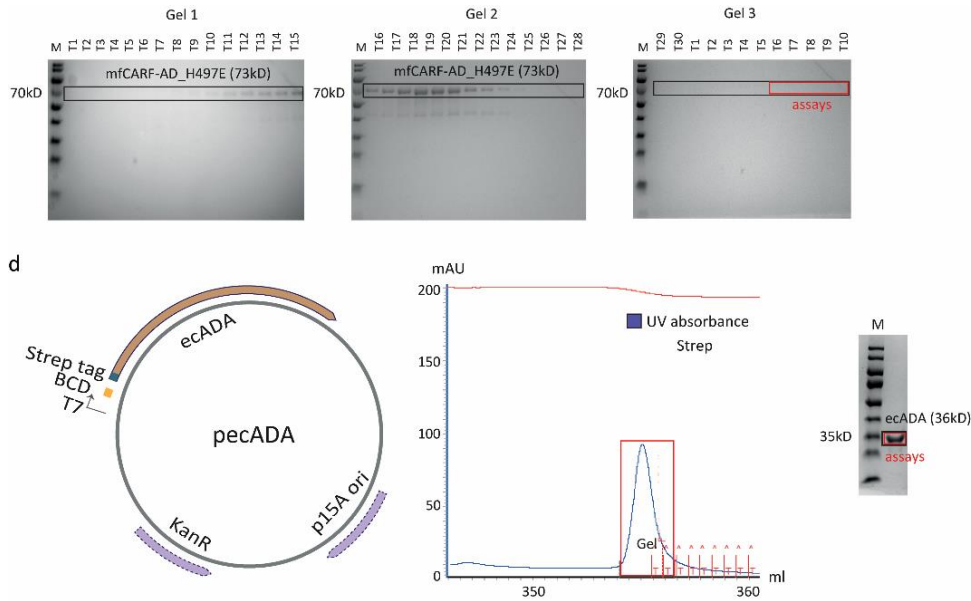 Gel 1
M T1 T2 T3 T4 T5 T6 T7 T8 T9 T10 T11 T12 T13 T14 T15
mfCARF-AD_H497E (73kD)
70kD
Gel 2
M T16 T17 T18 T19 T20 T21 T22 T23 T24 T25 T26 T27 T28
mfCARF-AD_H497E (73kD)
70kD
Gel 3
M T29 T30 T1 T2 T3 T4 T5 T6 T7 T8 T9 T10
70kD
assays
d
ecADA
Strep tag
BCD
T7
pecADA
KanR
p15A ori
mAU
200
150
100
50
0
UV absorbance
Strep
Gel
350
360
ml
M
ecADA (36kD)
35kD
assays